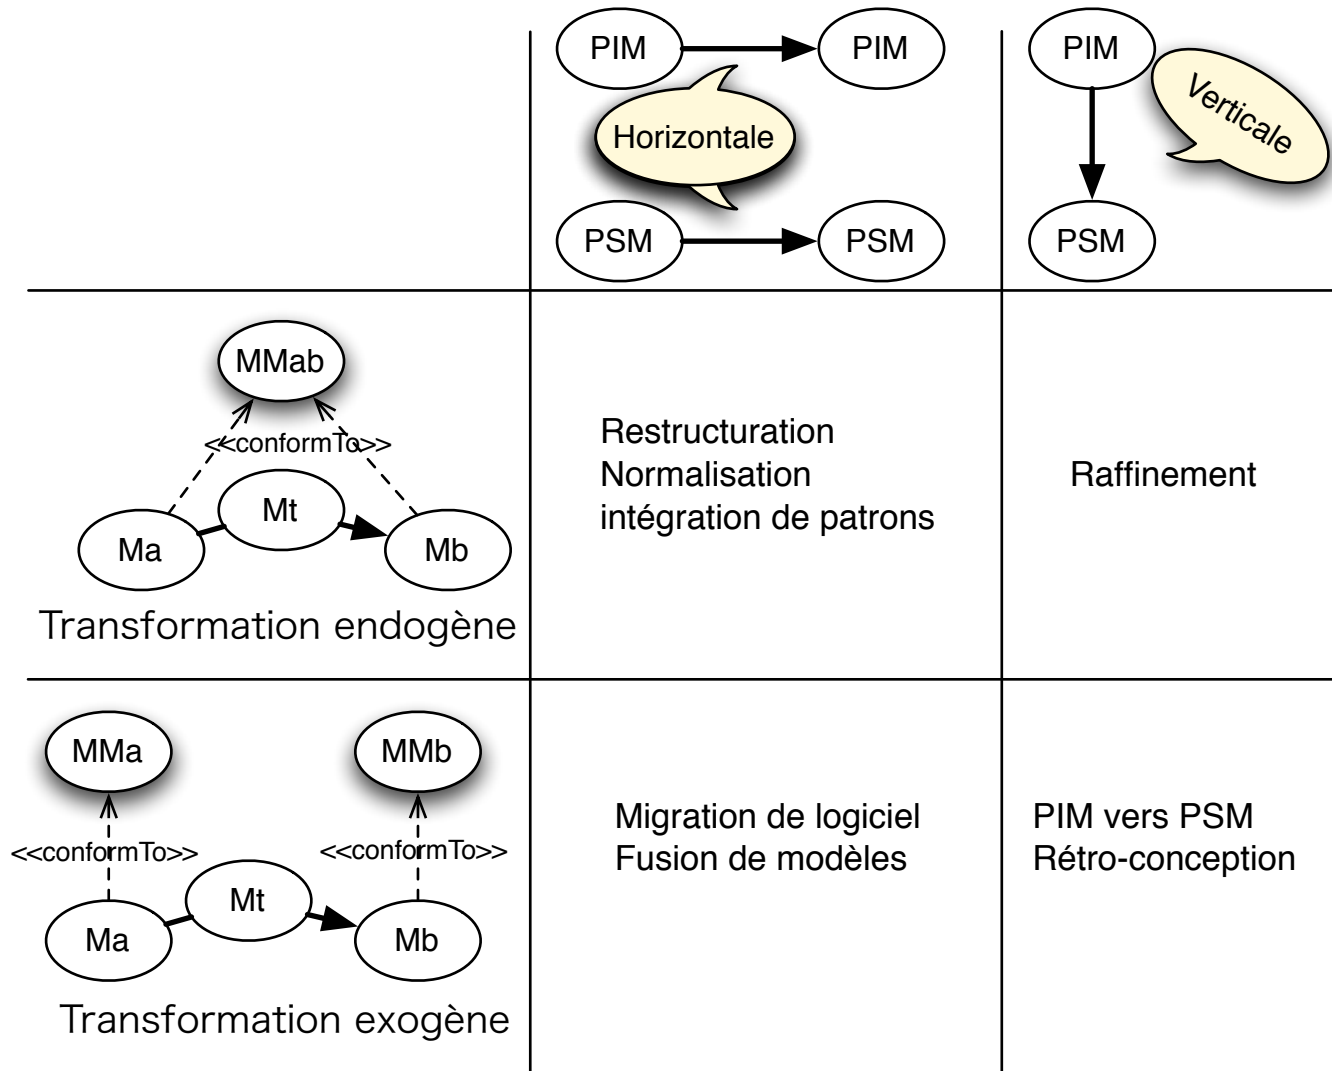 PIM PIM PIM
Horizontale Verticale
PSM PSM PSM
MMab
<<conformTo>>
Mt
Ma Mb
Transformation endogène
Restructuration
Normalisation
intégration de patrons
Raffinement
MMa MMb
<<conformTo>> <<conformTo>>
Mt
Ma Mb
Transformation exogène
Migration de logiciel
Fusion de modèles
PIM vers PSM
Rétro-conception